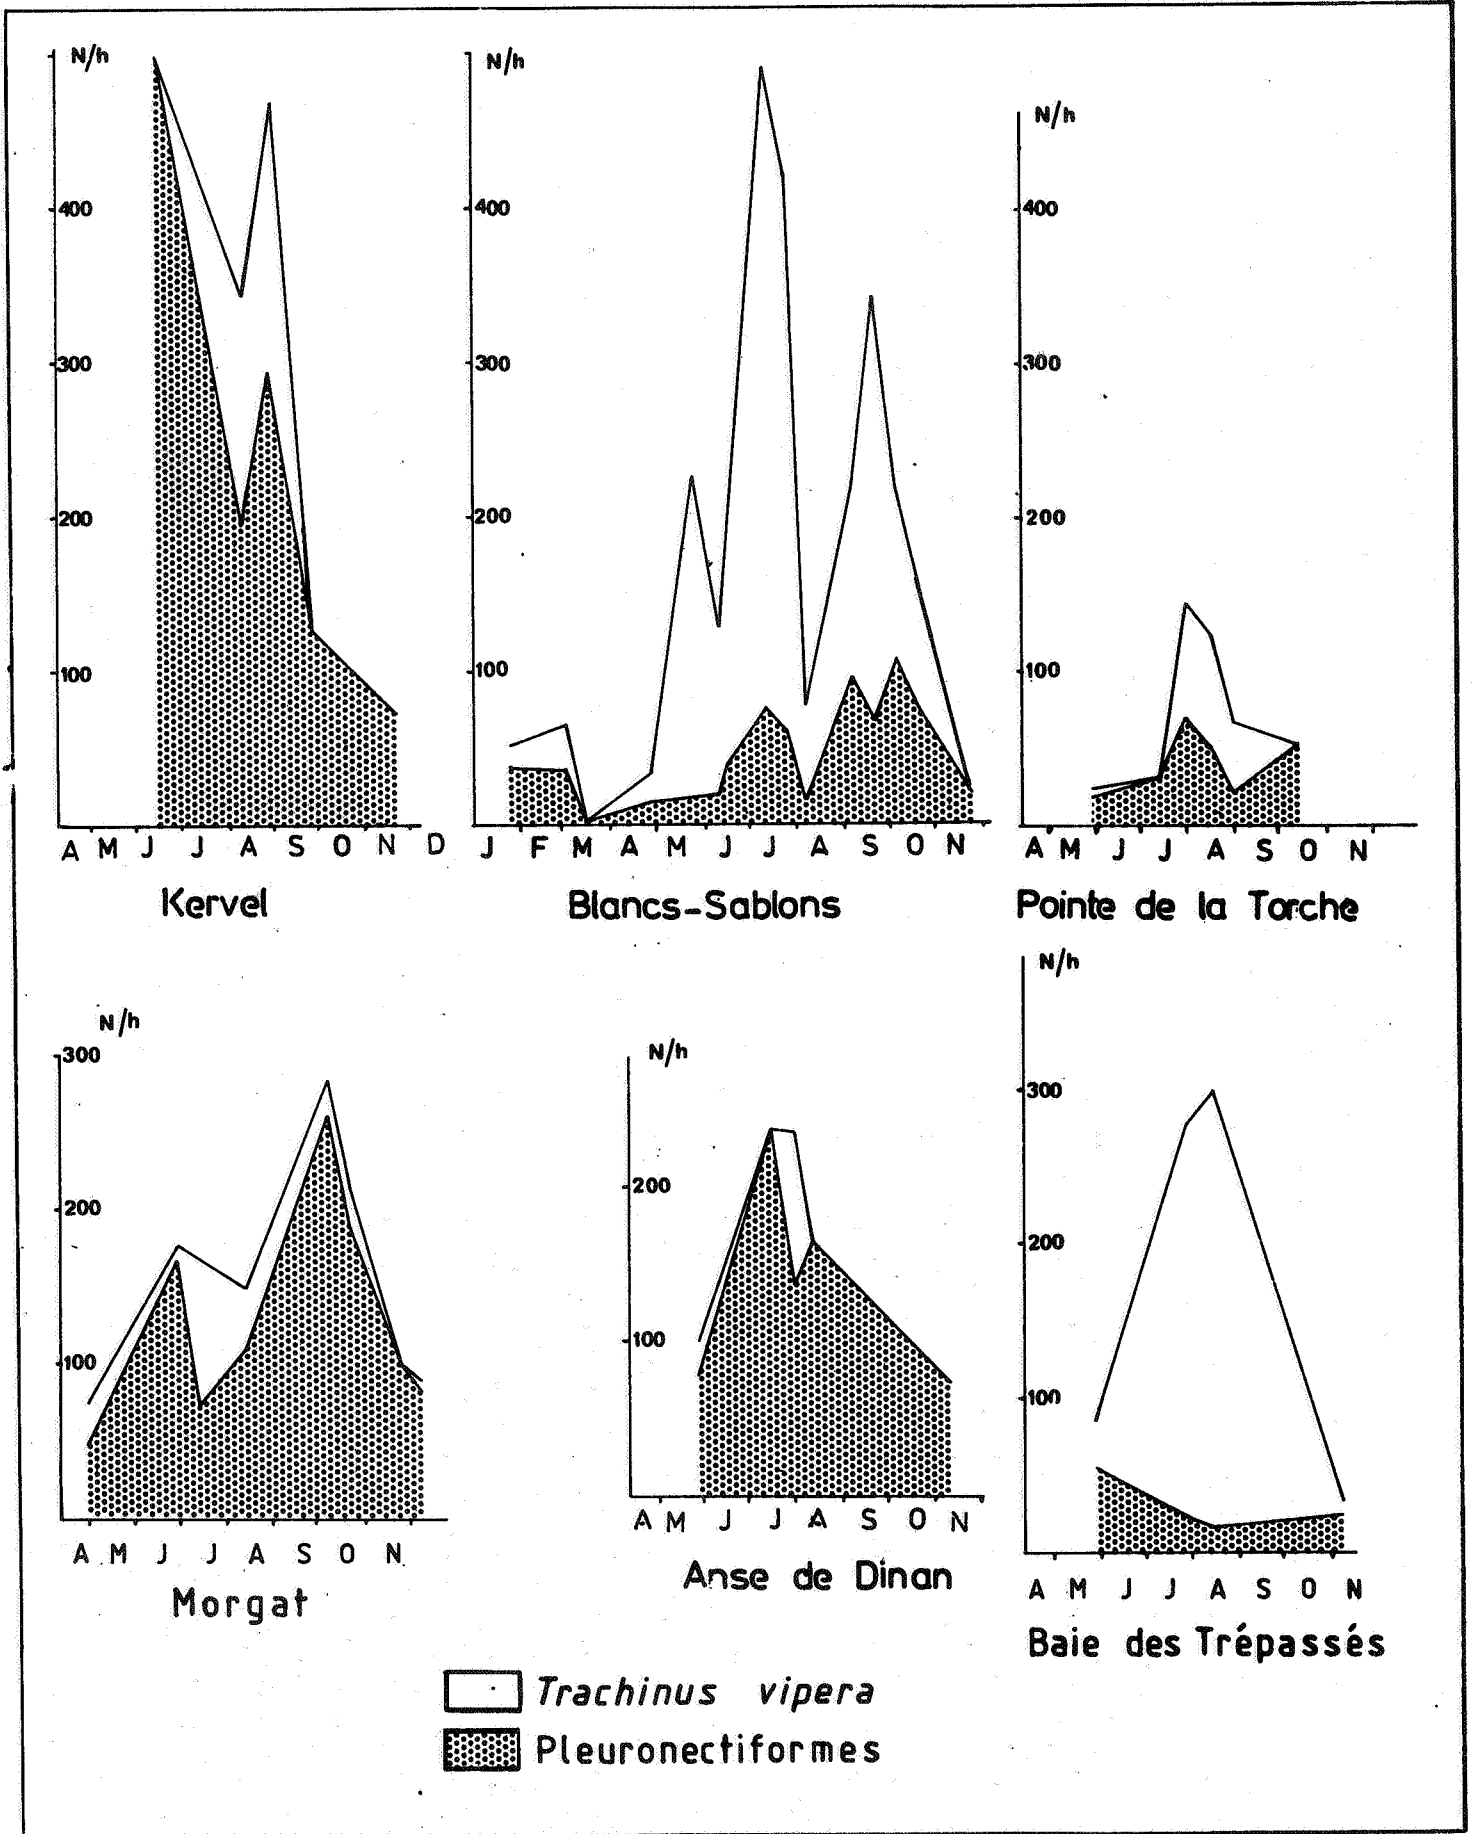 N/h
400
300
200
100
A M J J A S O N D
Kervel
N/h
400
300
200
100
J F M A M J J A S O N
Blancs-Sablons
N/h
400
300
200
100
A M J J A S O N
Pointe de la Torche
N/h
300
200
100
A M J J A S O N
Morgat
N/h
200
100
A M J J A S O N
Anse de Dinan
N/h
300
200
100
A M J J A S O N
Baie des Trépassés
Trachinus vipera
Pleuronectiformes